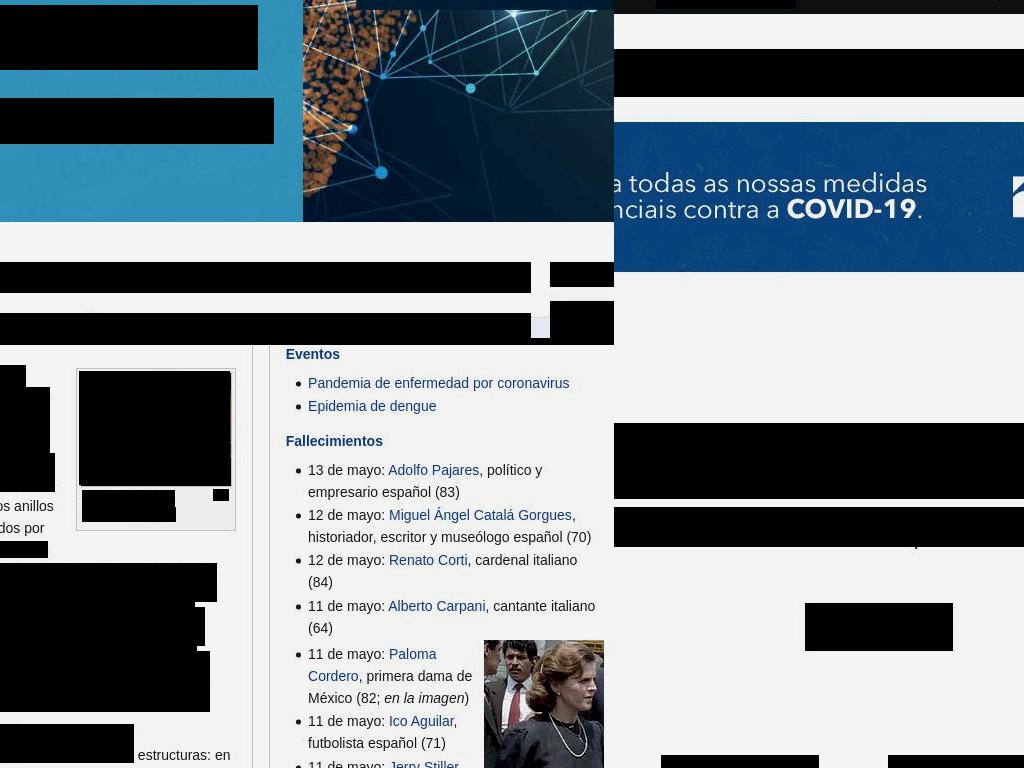 a todas as nossas medidas
contra a COVID-19.
Eventos
Pandemia de enfermedad por coronavirus
Epidemia de dengue
Fallecimientos
13 de mayo: Adolfo Pajares, político y
empresario español (83)
12 de mayo: Miguel Ángel Catalá Gorgues,
historiador, escritor y museólogo español (70)
12 de mayo: Renato Corti, cardenal italiano
(84)
11 de mayo: Alberto Carpani, cantante italiano
(64)
11 de mayo: Paloma
Cordero, primera dama de
México (82; en la imagen)
11 de mayo: Ico Aguilar,
futbolista español (71)
11 de mayo: Jerry Stiller
anillos
por
estructuras: en